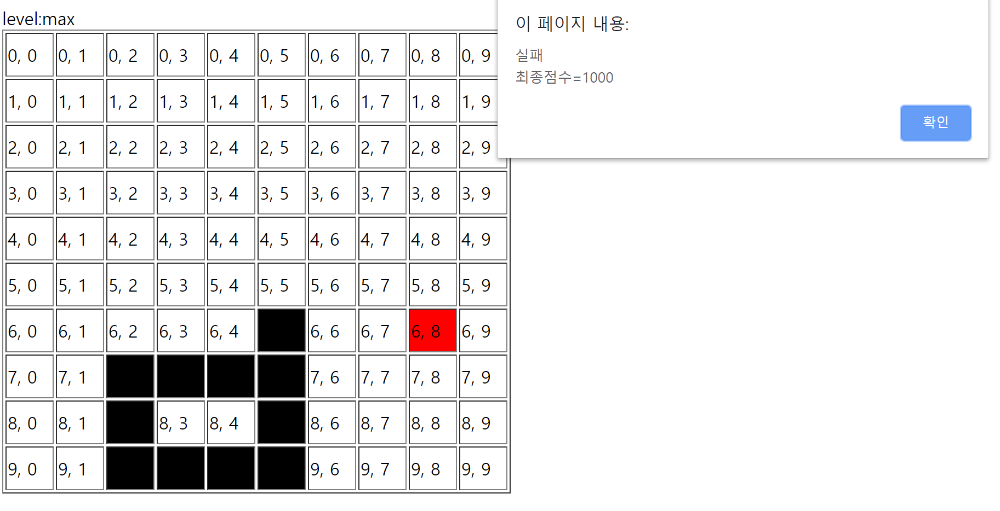 level:max
0, 0 0, 1 0, 2 0, 3 0, 4 0, 5 0, 6 0, 7 0, 8 0, 9
1, 0 1, 1 1, 2 1, 3 1, 4 1, 5 1, 6 1, 7 1, 8 1, 9
2, 0 2, 1 2, 2 2, 3 2, 4 2, 5 2, 6 2, 7 2, 8 2, 9
3, 0 3, 1 3, 2 3, 3 3, 4 3, 5 3, 6 3, 7 3, 8 3, 9
4, 0 4, 1 4, 2 4, 3 4, 4 4, 5 4, 6 4, 7 4, 8 4, 9
5, 0 5, 1 5, 2 5, 3 5, 4 5, 5 5, 6 5, 7 5, 8 5, 9
6, 0 6, 1 6, 2 6, 3 6, 4 6, 6 6, 7 6, 8 6, 9
7, 0 7, 1 7, 6 7, 7 7, 8 7, 9
8, 0 8, 1 8, 3 8, 4 8, 6 8, 7 8, 8 8, 9
9, 0 9, 1 9, 6 9, 7 9, 8 9, 9
이 페이지 내용:
실패
최종점수=1000
확인